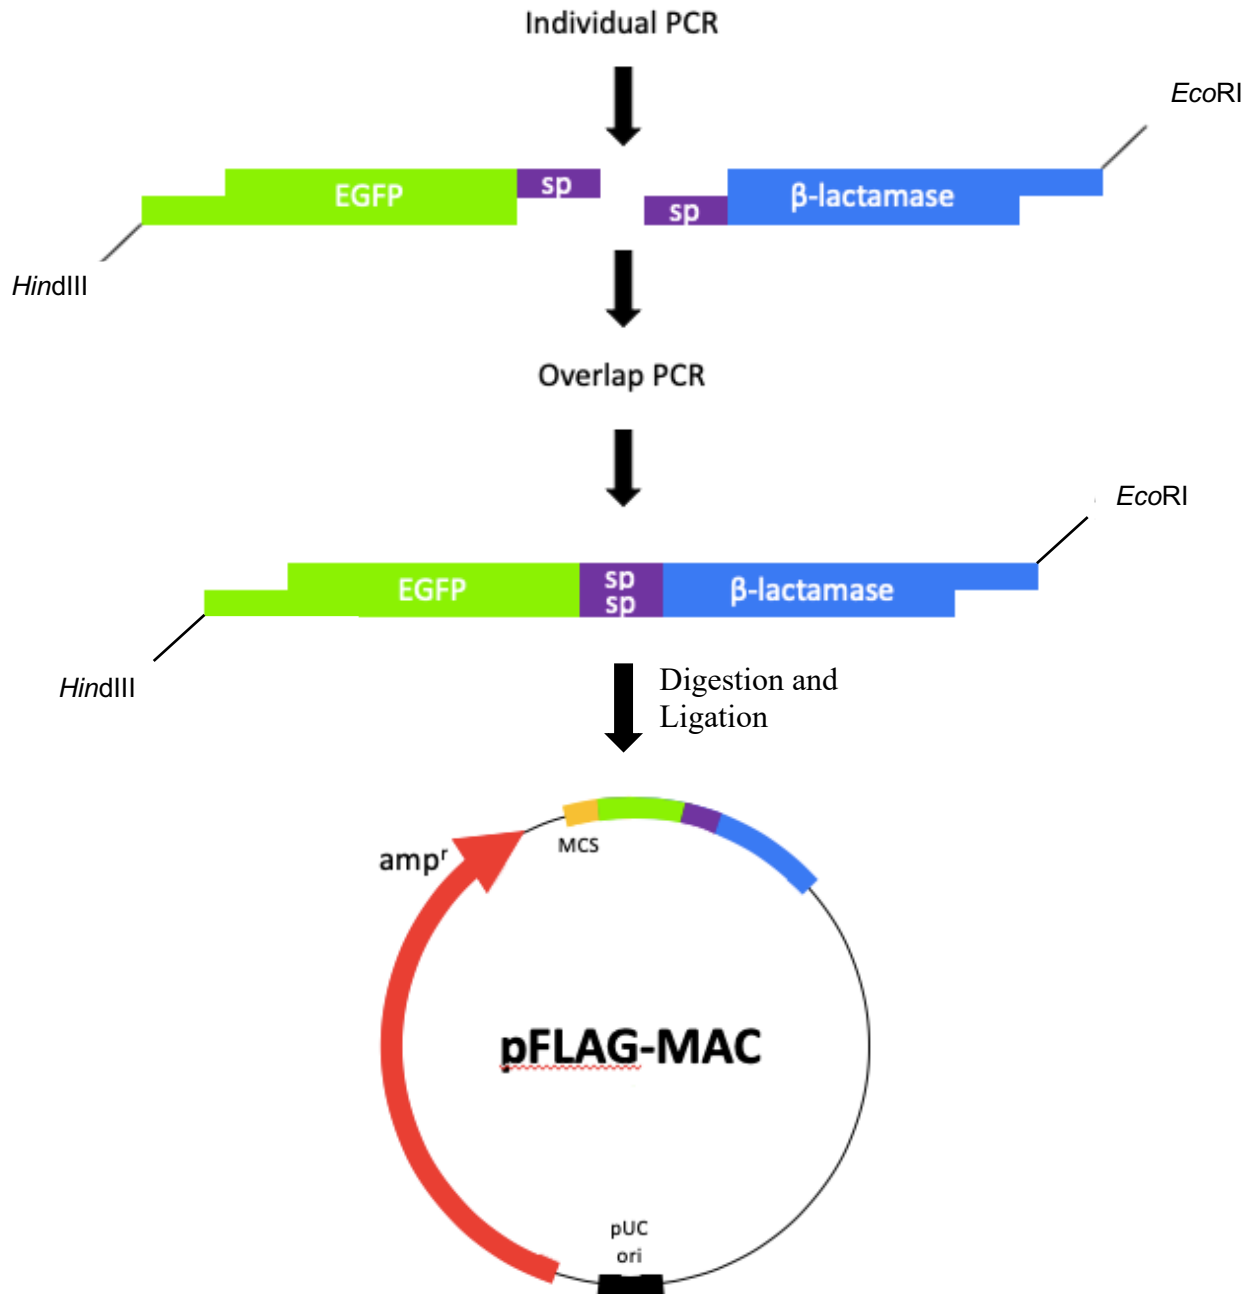 Individual PCR
EcoRI
EGFP
sp
sp
β-lactamase
HindIII
Overlap PCR
EcoRI
EGFP
sp
sp
β-lactamase
HindIII
Digestion and
Ligation
ampʳ
MCS
pFLAG-MAC
pUC
ori